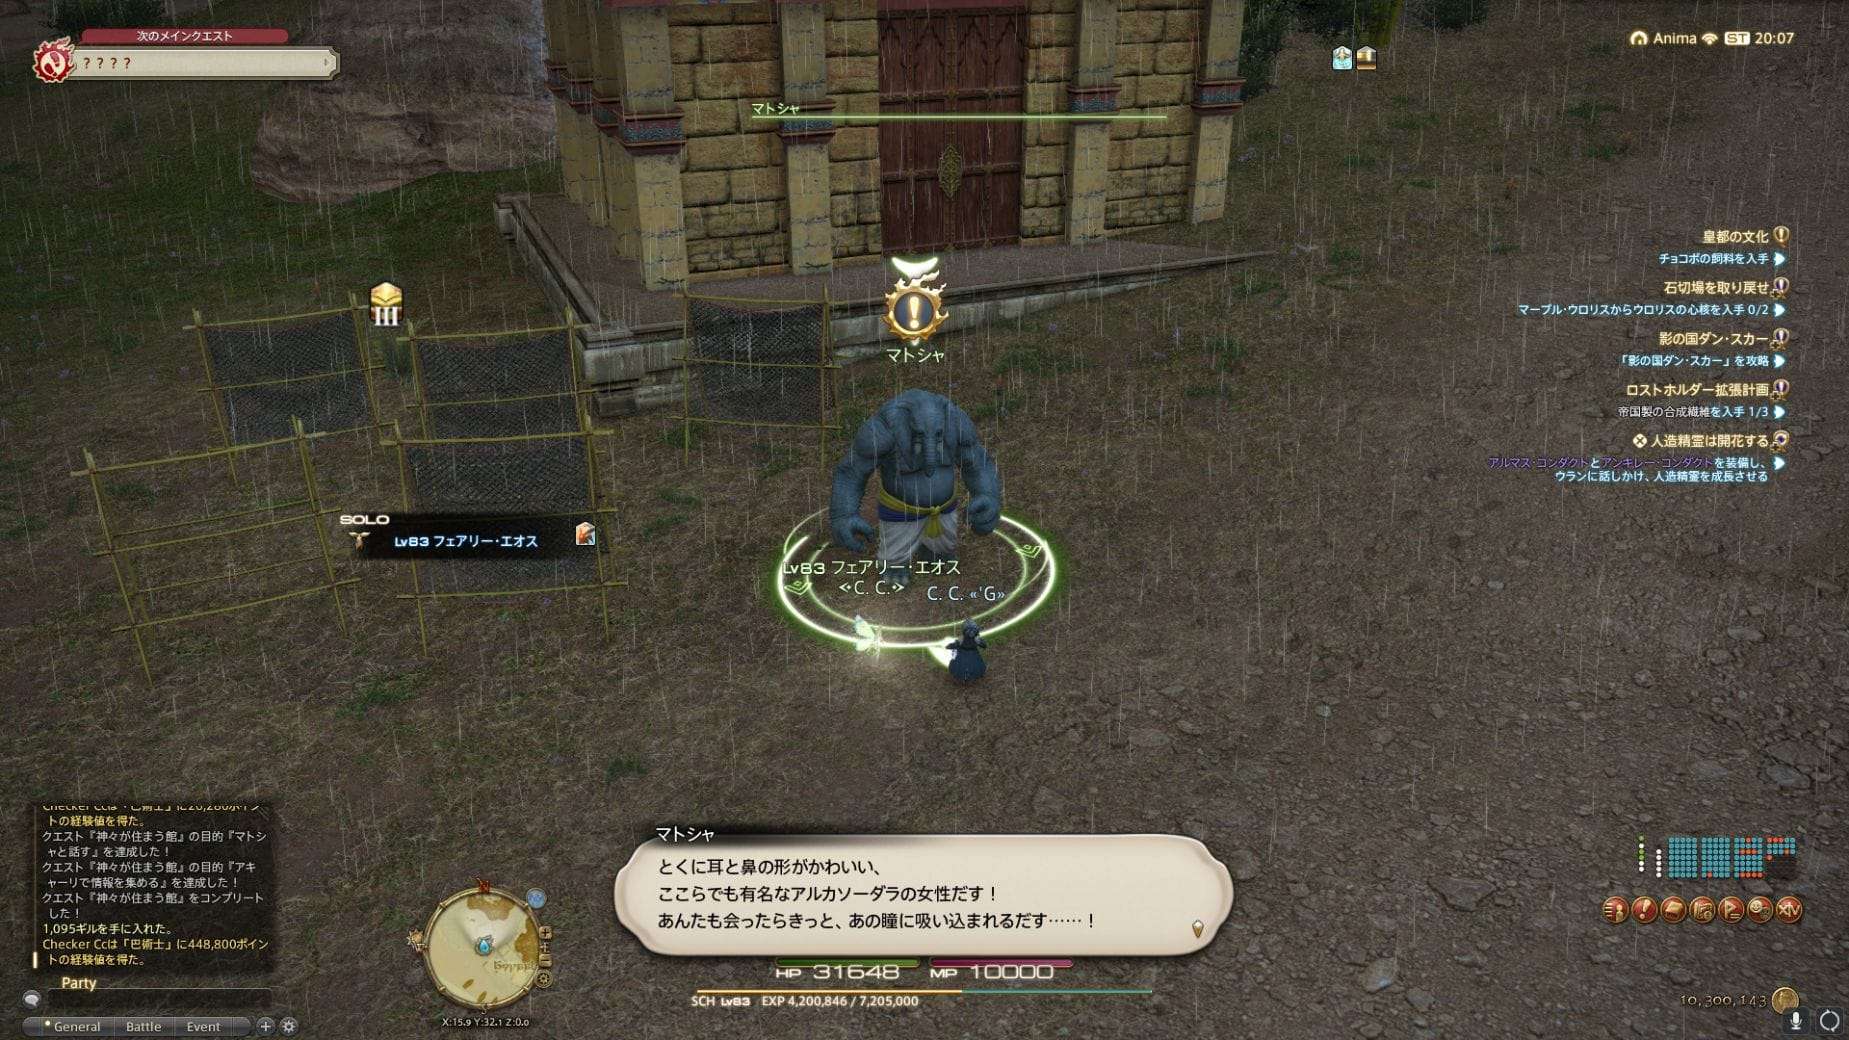 次のメインクエスト
????
Anima ST 20:07
マトシャ
皇都の文化
チョコボの飼料を入手
石切場を取り戻せ
マーブル・ウロリスからウロリスの心核を入手 0/2
影の国ダン・スカー
「影の国ダン・スカー」を攻略
ロストホルダー拡張計画
帝国製の合成繊維を入手 1/3
人造精霊は開花する
アルマス・コンダクトとアンキレー・コンダクトを装備し、
ウランに話しかけ、人造精霊を成長させる
III
マトシャ
SOLO
Lv83 フェアリー・エオス
Lv83 フェアリー・エオス
«C. C.»
C. C. «'G»
Checker Ccは「巴術士」に20,280ポイン
トの経験値を得た。
クエスト『神々が住まう館』の目的『マトシ
ャと話す』を達成した！
クエスト『神々が住まう館』の目的『アキ
ャーリで情報を集める』を達成した！
クエスト『神々が住まう館』をコンプリート
した！
1,095ギルを手に入れた。
Checker Ccは「巴術士」に448,800ポイン
トの経験値を得た。
Party
General Battle Event
X:15.9 Y:32.1 Z:0.0
マトシャ
とくに耳と鼻の形がかわいい、
ここらでも有名なアルカソーダラの女性だす！
あんたも会ったらきっと、あの瞳に吸い込まれるだす……！
HP 31648 MP 10000
SCH Lv83 EXP 4,200,846 / 7,205,000
10,300,143